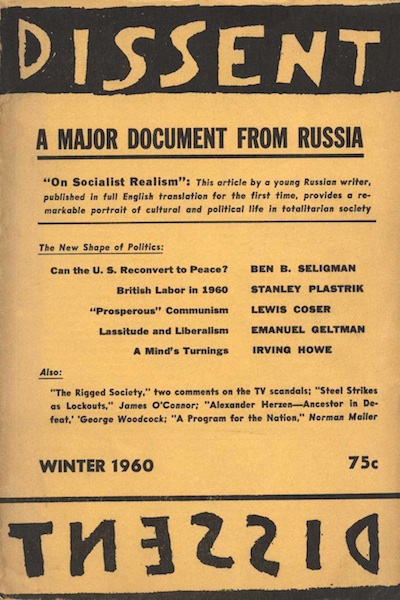 DISSENT
A MAJOR DOCUMENT FROM RUSSIA
"On Socialist Realism": This article by a young Russian writer,
published in full English translation for the first time, provides a re-
markable portrait of cultural and political life in totalitarian society
The New Shape of Politics:
Can the U. S. Reconvert to Peace? BEN B. SELIGMAN
British Labor in 1960 STANLEY PLASTRIK
"Prosperous" Communism LEWIS COSER
Lassitude and Liberalism EMANUEL GELTMAN
A Mind's Turnings IRVING HOWE
Also:
"The Rigged Society," two comments on the TV scandals; "Steel Strikes
as Lockouts," James O'Connor; "Alexander Herzen—Ancestor in De-
feat,' 'George Woodcock; "A Program for the Nation," Norman Mailer
WINTER 1960 75c
DISSENT